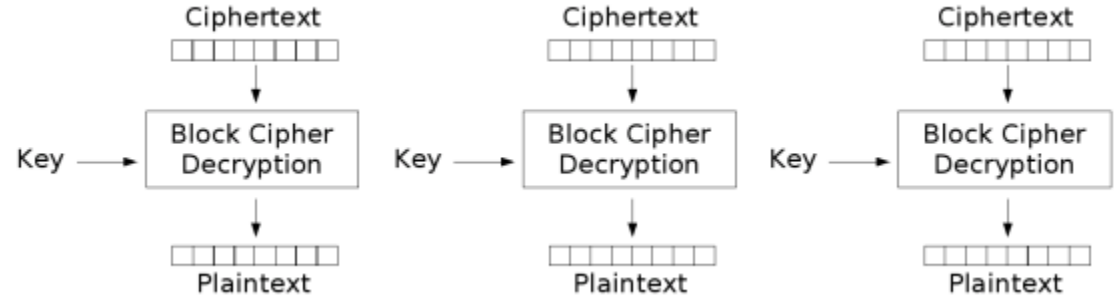 Ciphertext
Ciphertext
Ciphertext
Key
Block Cipher
Decryption
Key
Block Cipher
Decryption
Key
Block Cipher
Decryption
Plaintext
Plaintext
Plaintext